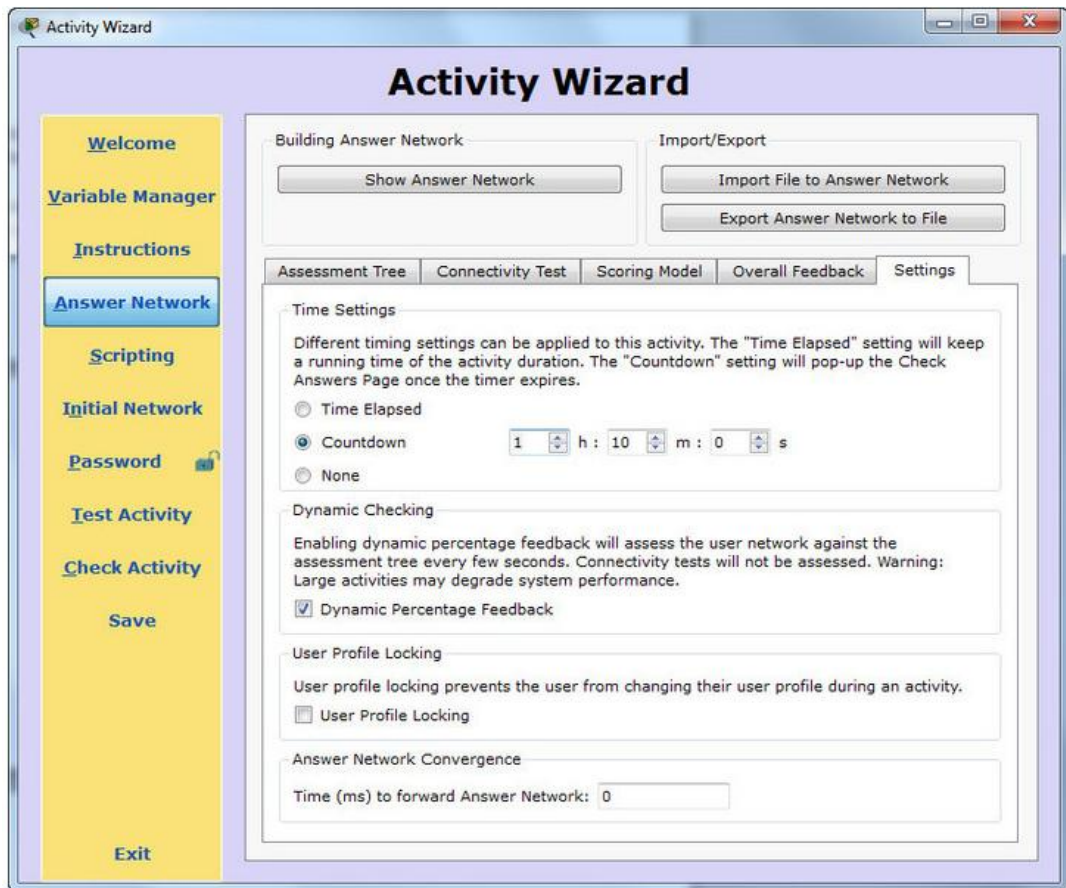 Activity Wizard
Activity Wizard
Welcome
Variable Manager
Instructions
Answer Network
Scripting
Initial Network
Password
Test Activity
Check Activity
Save
Exit
Building Answer Network
Show Answer Network
Import/Export
Import File to Answer Network
Export Answer Network to File
Assessment Tree
Connectivity Test
Scoring Model
Overall Feedback
Settings
Time Settings
Different timing settings can be applied to this activity. The "Time Elapsed" setting will keep
a running time of the activity duration. The "Countdown" setting will pop-up the Check
Answers Page once the timer expires.
Time Elapsed
Countdown 1 h : 10 m : 0 s
None
Dynamic Checking
Enabling dynamic percentage feedback will assess the user network against the
assessment tree every few seconds. Connectivity tests will not be assessed. Warning:
Large activities may degrade system performance.
Dynamic Percentage Feedback
User Profile Locking
User profile locking prevents the user from changing their user profile during an activity.
User Profile Locking
Answer Network Convergence
Time (ms) to forward Answer Network: 0